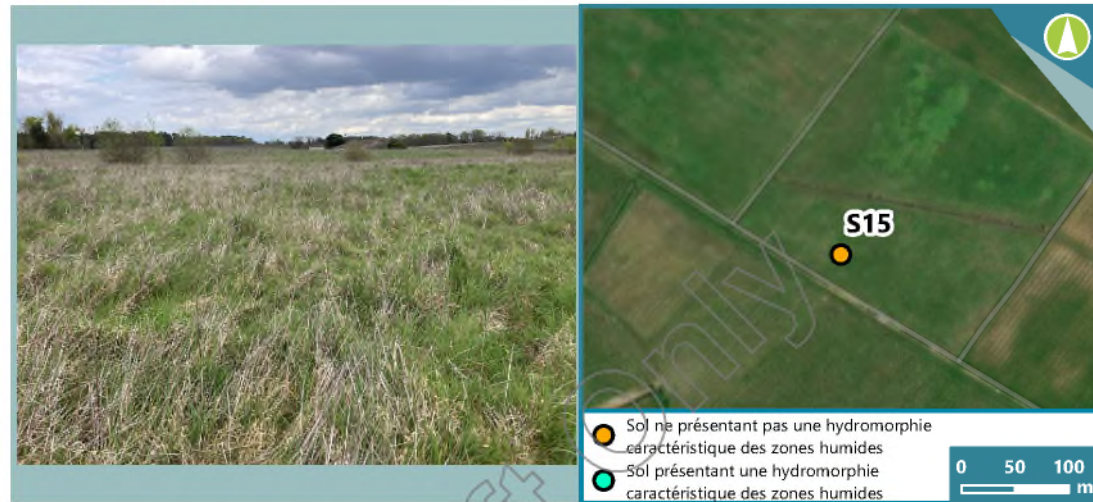 S15
Sol ne présentant pas une hydromorphie
caractéristique des zones humides
Sol présentant une hydromorphie
caractéristique des zones humides
0 50 100
m
only